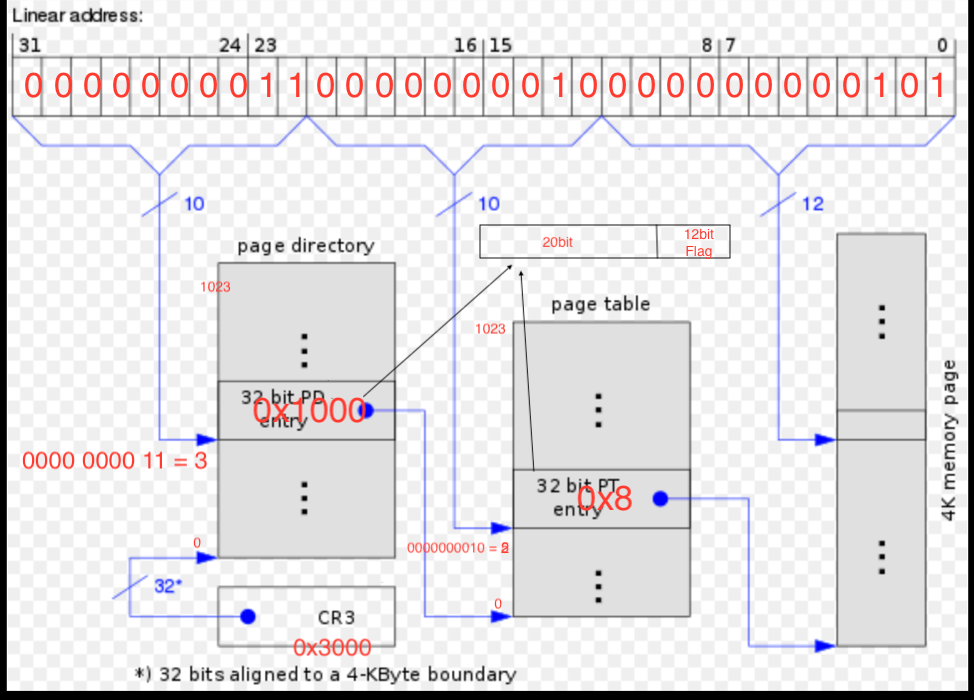 Linear address:
31 24 23 16 15 8 7 0
0 0 0 0 0 0 0 0 1 1 0 0 0 0 0 0 0 0 1 0 0 0 0 0 0 0 0 0 0 1 0 1
10 10 12
20bit
12bit
Flag
page directory
1023
32 bit PD
entry
0x1000
0000 0000 11 = 3
0
32*
CR3
0x3000
page table
1023
32 bit PT
entry
0x8
0000000010 =
0
4K memory page
*) 32 bits aligned to a 4-KByte boundary